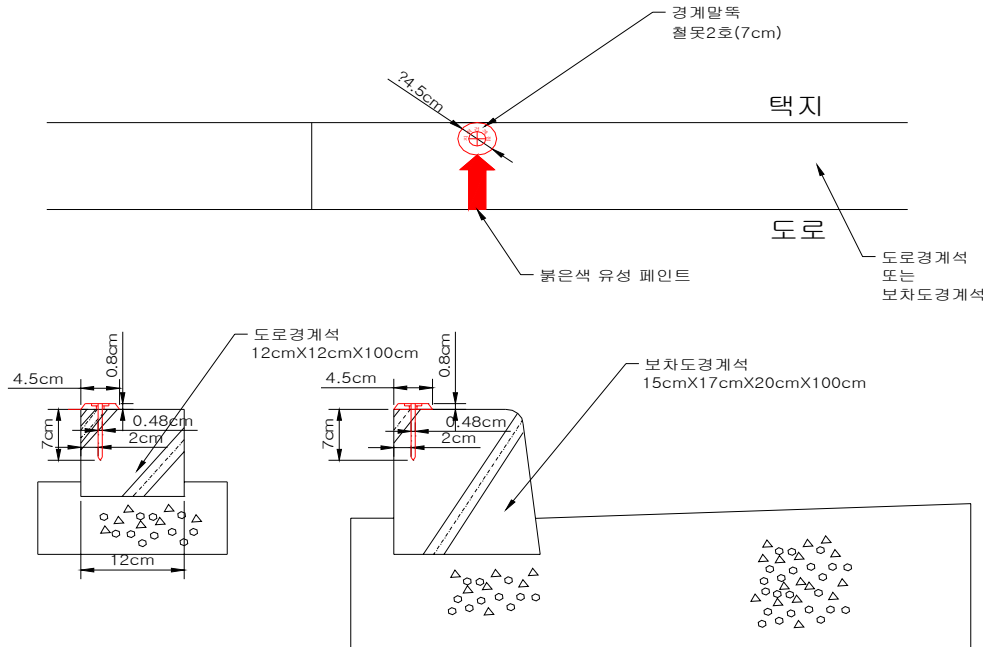 경계말뚝
철못2호(7cm)
?4.5cm
택지
도로
도로경계석
또는
보차도경계석
붉은색 유성 페인트
도로경계석
12cmX12cmX100cm
0.8cm
4.5cm
0.48cm
2cm
7cm
12cm
보차도경계석
15cmX17cmX20cmX100cm
0.8cm
4.5cm
0.48cm
2cm
7cm